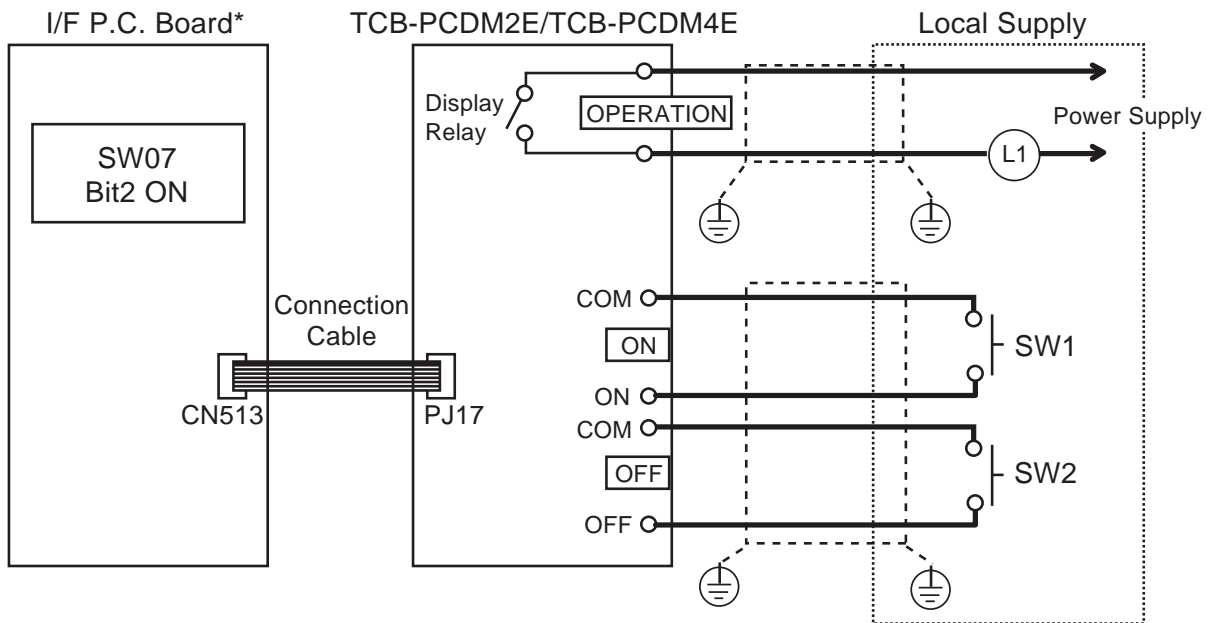 I/F P.C. Board*
TCB-PCDM2E/TCB-PCDM4E
Local Supply
SW07
Bit2 ON
Display
Relay
OPERATION
Power Supply
L1
Connection
Cable
CN513
PJ17
COM
ON
ON
COM
OFF
OFF
SW1
SW2